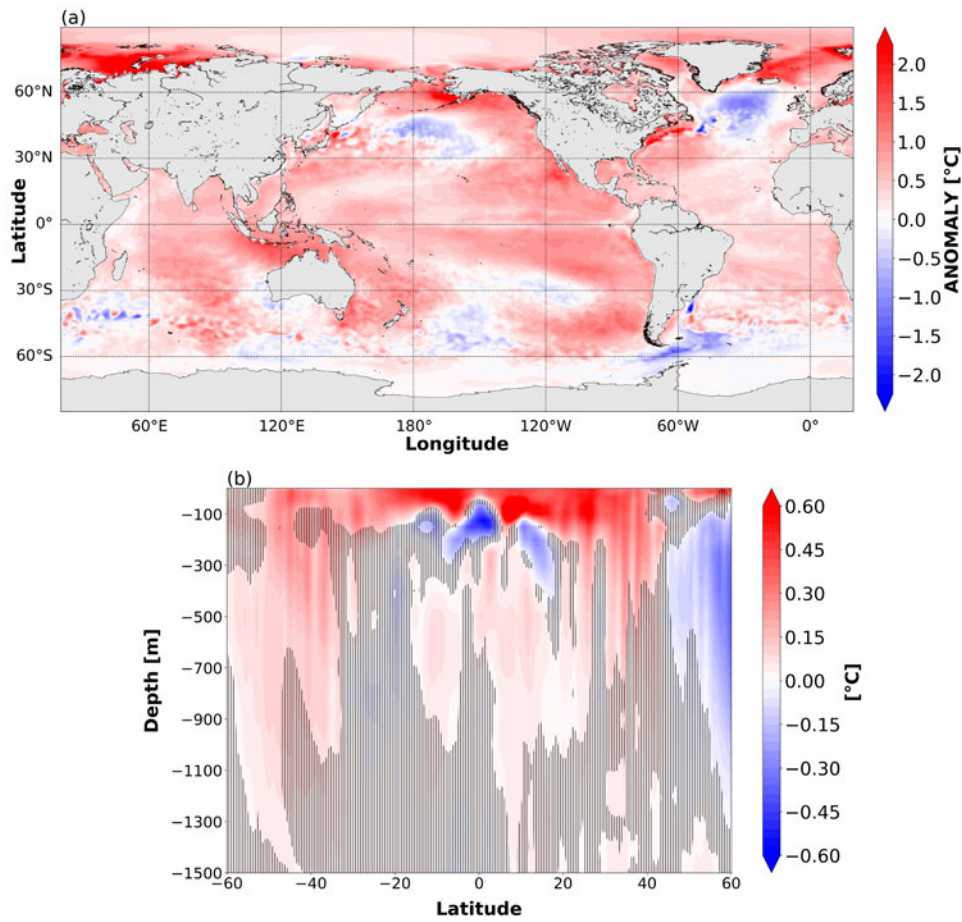 (a)
60°N
30°N
0°
30°S
60°S
Latitude
60°E
120°E
180°
120°W
60°W
0°
Longitude
2.0
1.5
1.0
0.5
0.0
−0.5
−1.0
−1.5
−2.0
ANOMALY [°C]
(b)
−100
−300
−500
−700
−900
−1100
−1300
−1500
Depth [m]
−60
−40
−20
0
20
40
60
Latitude
0.60
0.45
0.30
0.15
0.00
−0.15
−0.30
−0.45
−0.60
[°C]